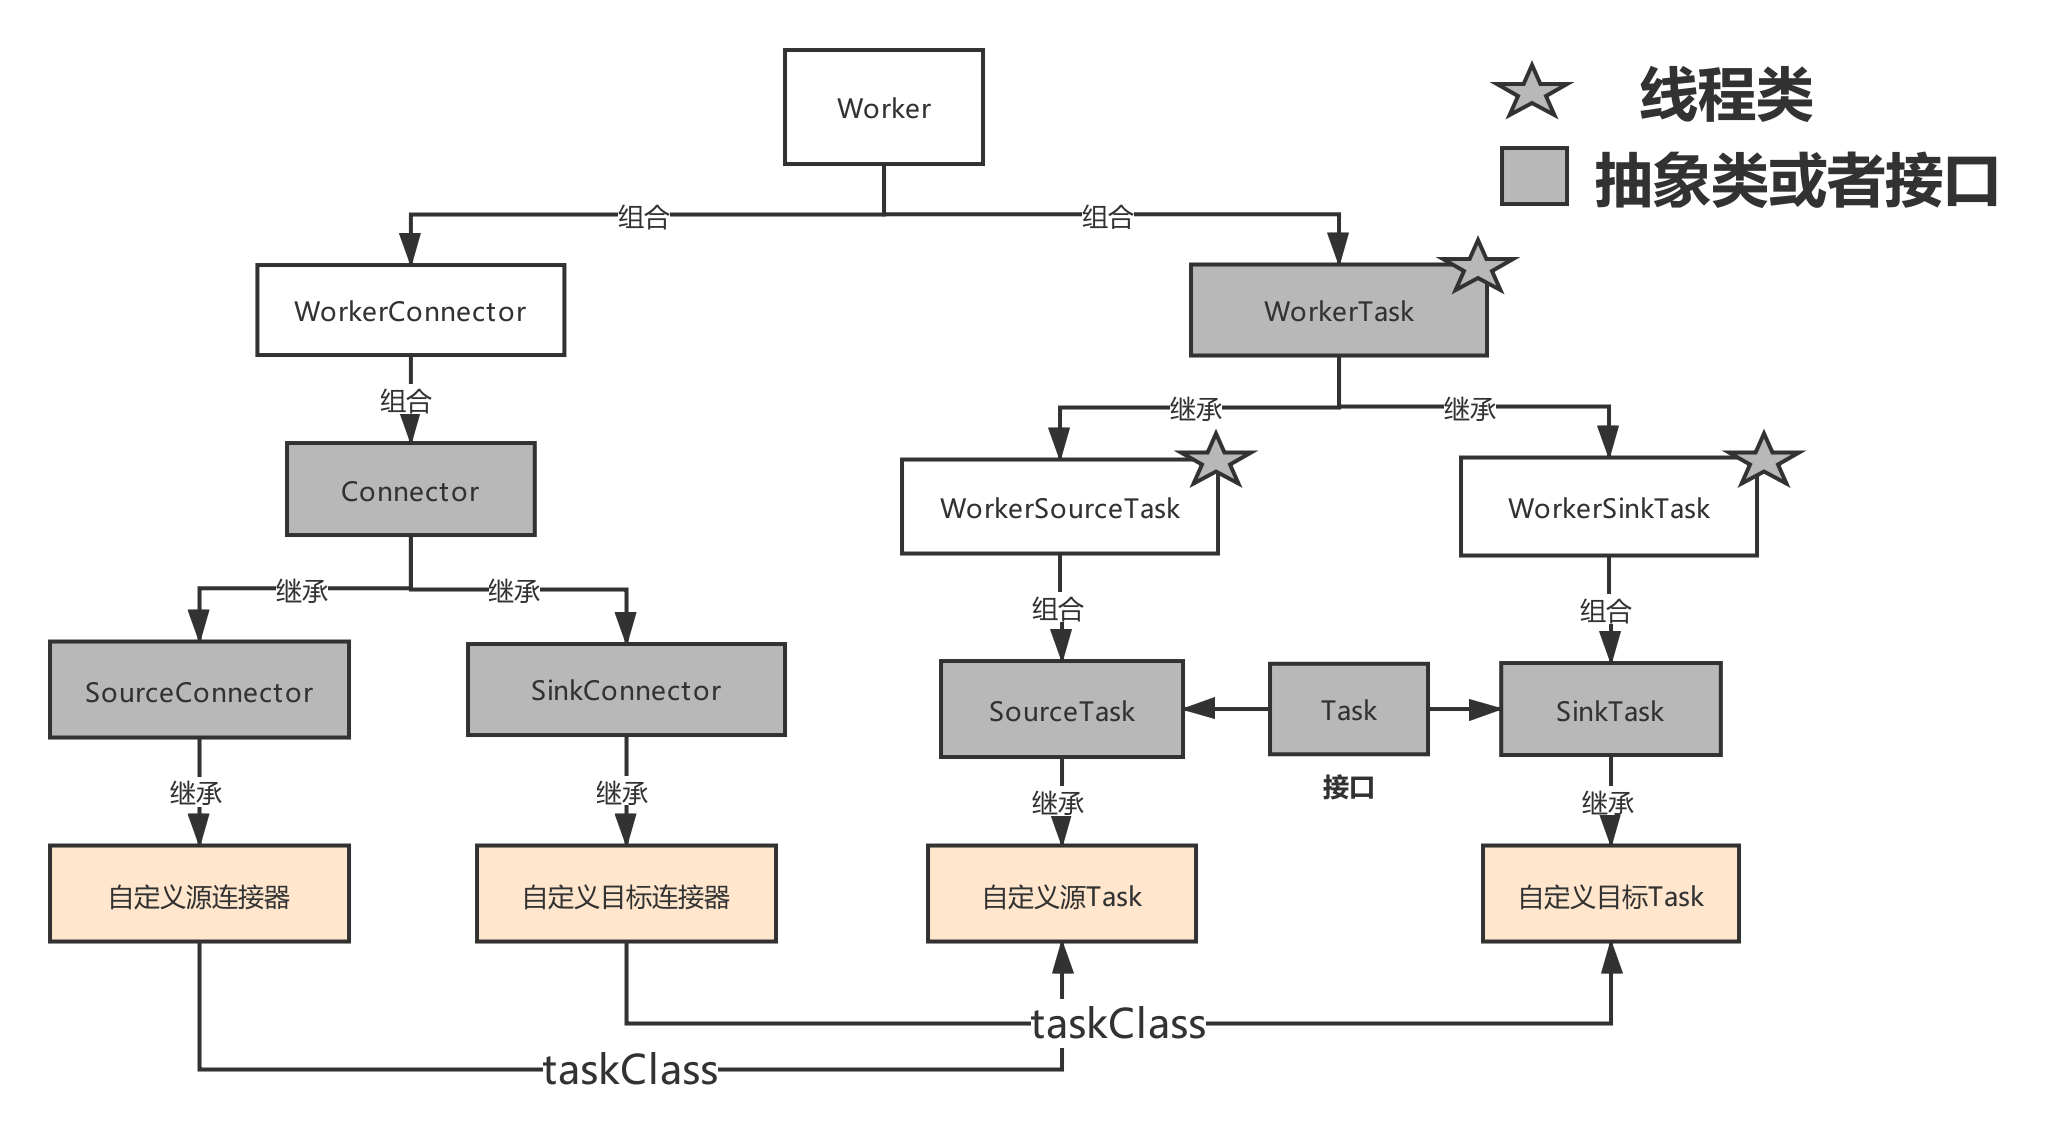 Worker
线程类
抽象类或者接口
组合
组合
WorkerConnector
WorkerTask
组合
继承
继承
Connector
WorkerSourceTask
WorkerSinkTask
继承
继承
组合
组合
SourceConnector
SinkConnector
SourceTask
Task
SinkTask
接口
继承
继承
继承
继承
自定义源连接器
自定义目标连接器
自定义源Task
自定义目标Task
taskClass
taskClass